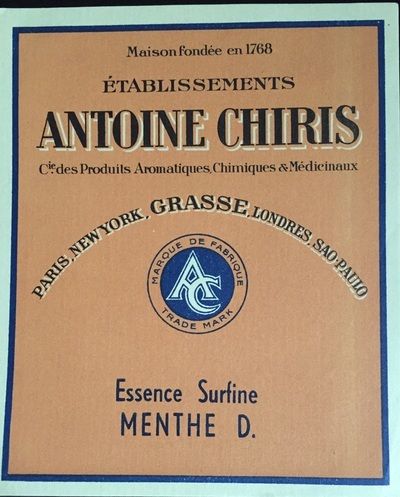 Maison fondée en 1768
ÉTABLISSEMENTS
ANTOINE CHIRIS
Cie. des Produits Aromatiques, Chimiques & Médicinaux
PARIS, NEW YORK, GRASSE, LONDRES, SAO-PAULO
MARQUE DE FABRIQUE
AC
TRADE MARK
Essence Surfine
MENTHE D.